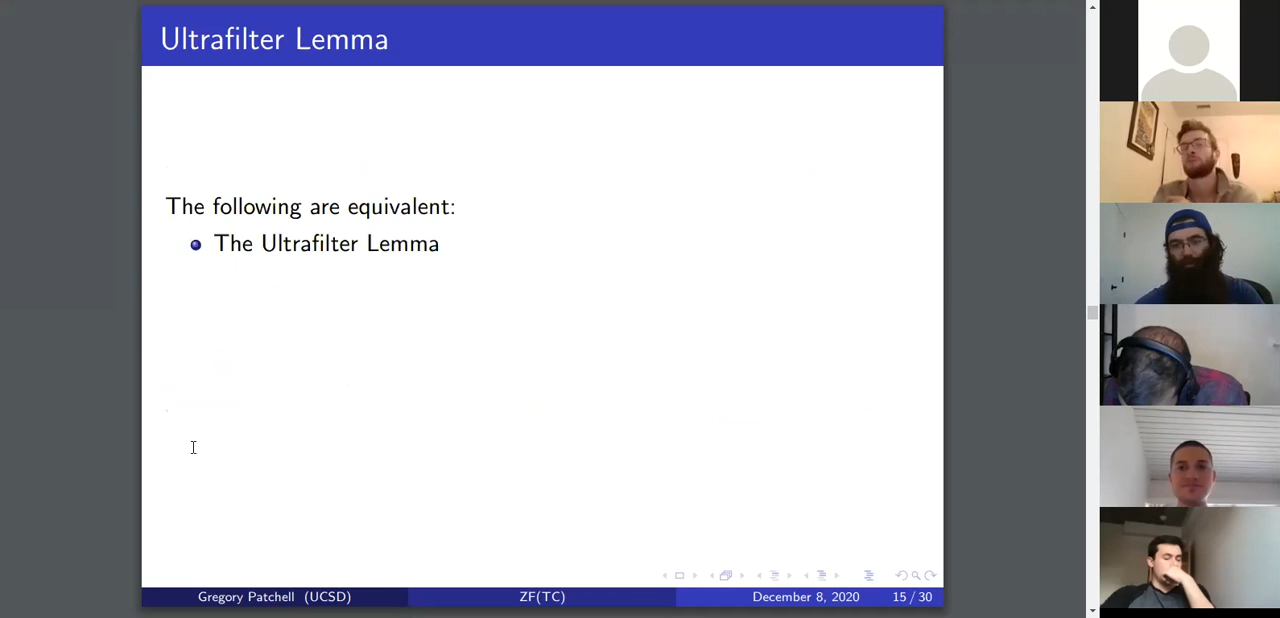 Ultrafilter Lemma
The following are equivalent:
The Ultrafilter Lemma
Gregory Patchell (UCSD) ZF(TC) December 8, 2020 15 / 30